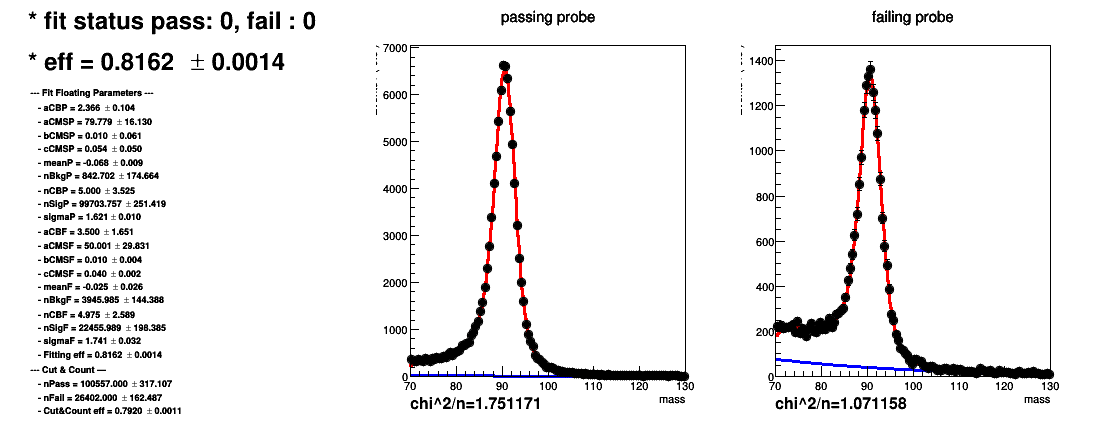 * fit status pass: 0, fail : 0
* eff = 0.8162 ± 0.0014
--- Fit Floating Parameters ---
- aCBP = 2.366 ± 0.104
- aCMSP = 79.779 ± 16.130
- bCMSP = 0.010 ± 0.061
- cCMSP = 0.054 ± 0.050
- meanP = -0.068 ± 0.009
- nBkgP = 842.702 ± 174.664
- nCBP = 5.000 ± 3.525
- nSigP = 99703.757 ± 251.419
- sigmaP = 1.621 ± 0.010
- aCBF = 3.500 ± 1.651
- aCMSF = 50.001 ± 29.831
- bCMSF = 0.010 ± 0.004
- cCMSF = 0.040 ± 0.002
- meanF = -0.025 ± 0.026
- nBkgF = 3945.985 ± 144.388
- nCBF = 4.975 ± 2.589
- nSigF = 22455.989 ± 198.385
- sigmaF = 1.741 ± 0.032
- Fitting eff = 0.8162 ± 0.0014
--- Cut & Count ---
- nPass = 100557.000 ± 317.107
- nFail = 26402.000 ± 162.487
- Cut&Count eff = 0.7920 ± 0.0011
passing probe
7000
6000
5000
4000
3000
2000
1000
0
70 80 90 100 110 120 130
mass
chi^2/n=1.751171
failing probe
1400
1200
1000
800
600
400
200
0
70 80 90 100 110 120 130
mass
chi^2/n=1.071158